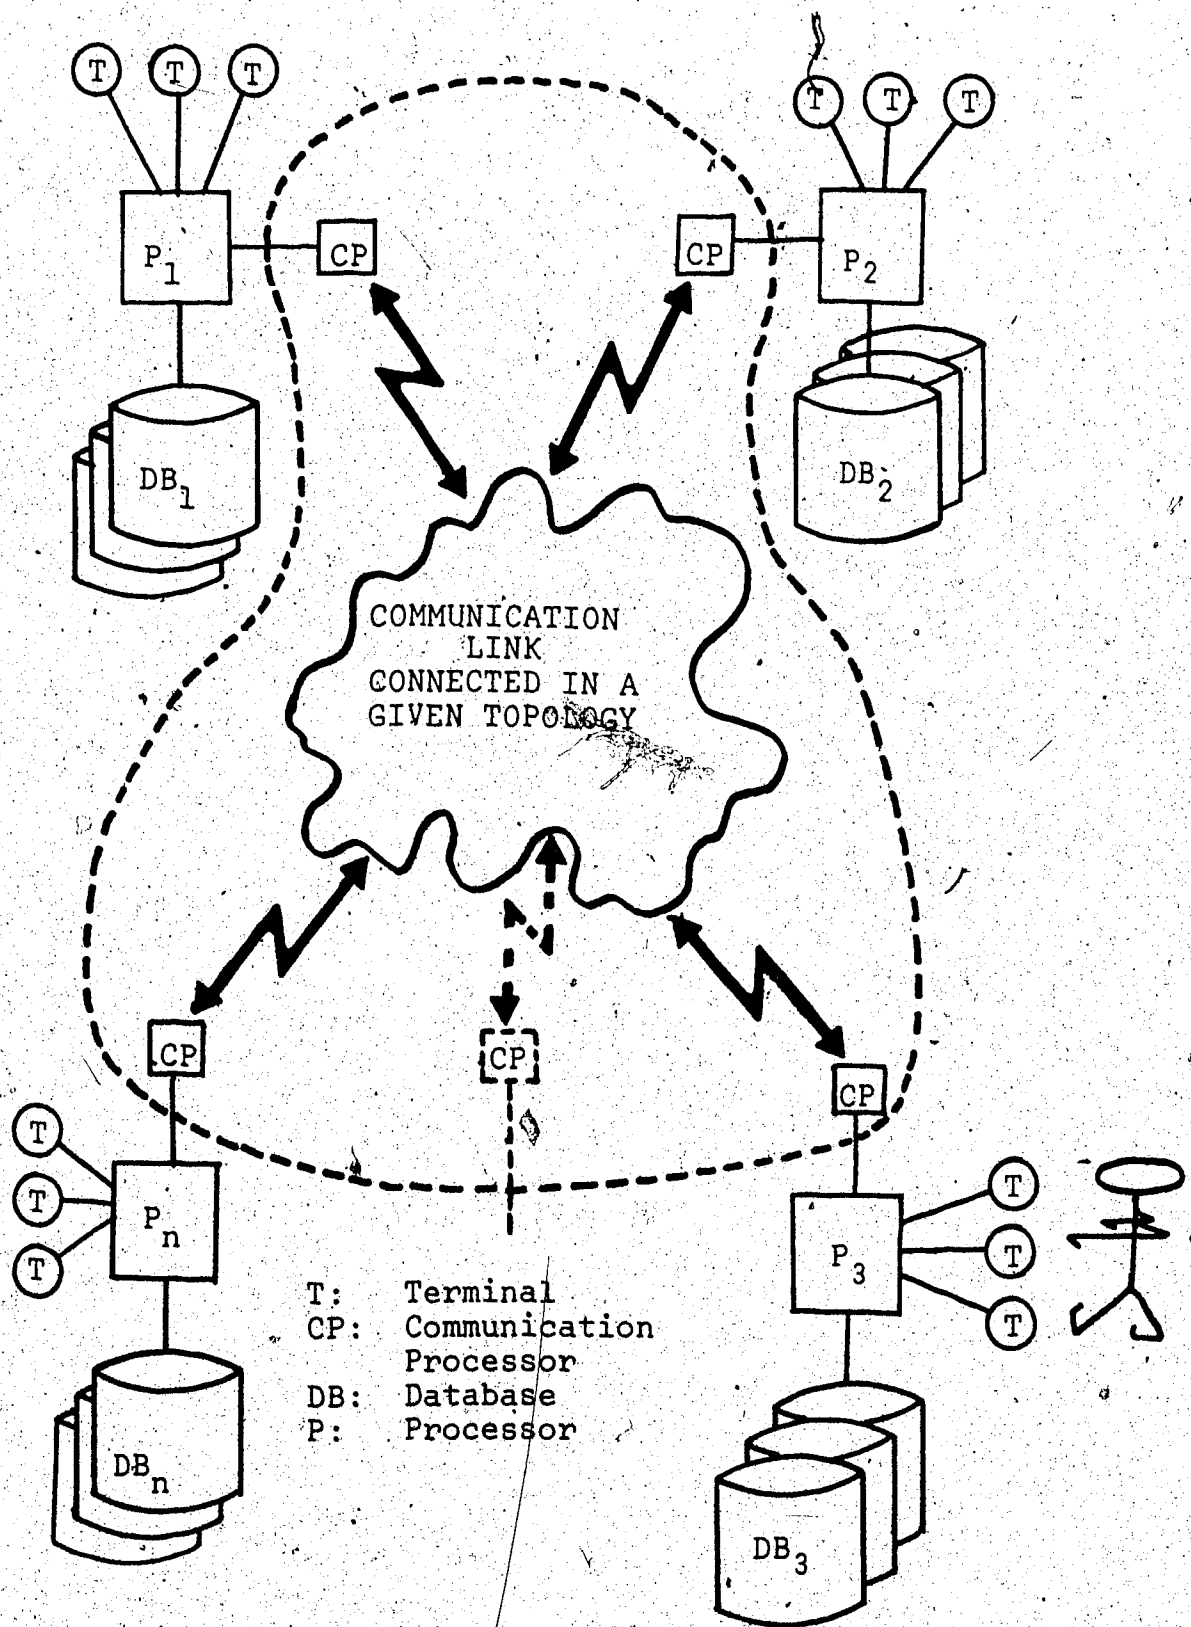 T T T
T T T
P1 CP
CP P2
DB1
DB2
COMMUNICATION
LINK
CONNECTED IN A
GIVEN TOPOLOGY
CP
CP
CP
T
T
T
Pn
P3
T
T
T
T: Terminal
CP: Communication
Processor
DB: Database
P: Processor
DBn
DB3